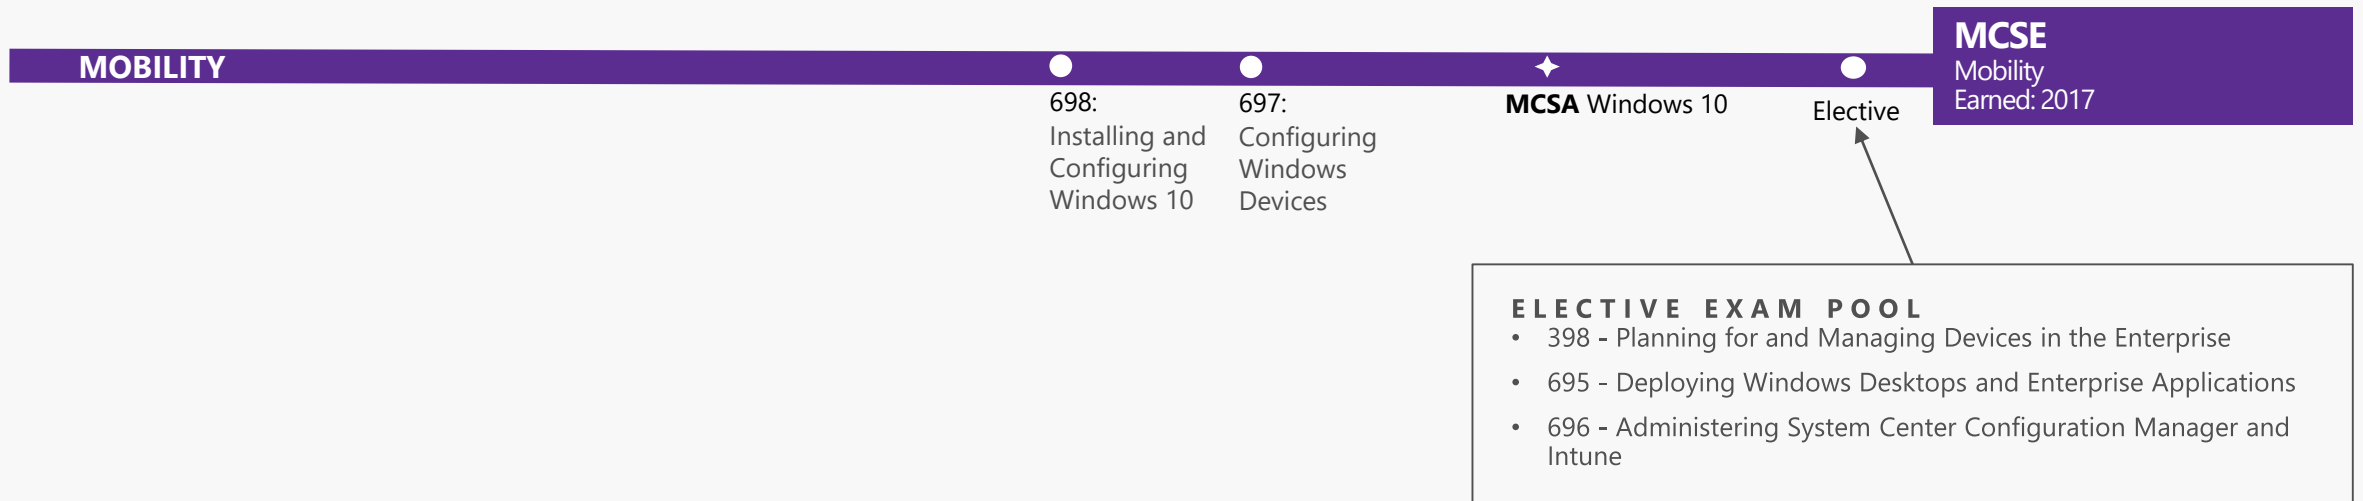 MOBILITY
MCSE
Mobility
Earned: 2017
698:
Installing and
Configuring
Windows 10
697:
Configuring
Windows
Devices
MCSA Windows 10
Elective
ELECTIVE EXAM POOL
• 398 - Planning for and Managing Devices in the Enterprise
• 695 - Deploying Windows Desktops and Enterprise Applications
• 696 - Administering System Center Configuration Manager and
Intune